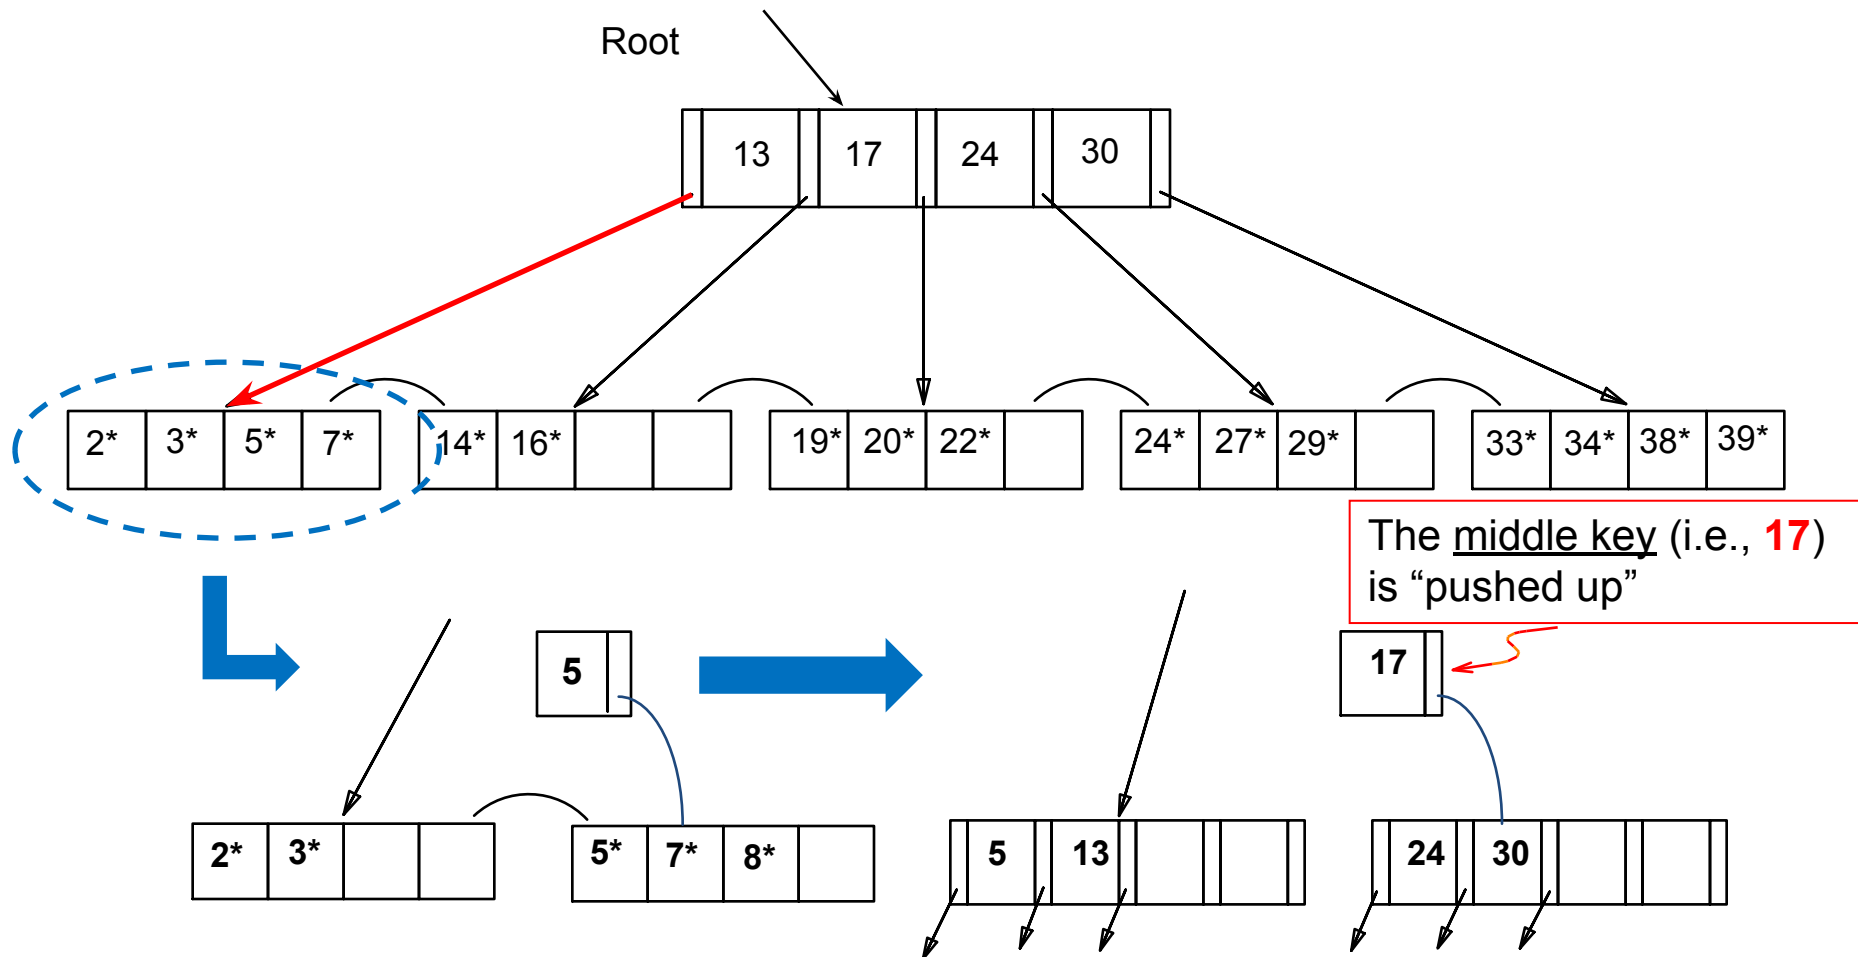 Root
13 17 24 30
2* 3* 5* 7* 14* 16* 19* 20* 22* 24* 27* 29* 33* 34* 38* 39*
The middle key (i.e., 17)
is “pushed up”
5 17
2* 3* 5* 7* 8* 5 13 24 30